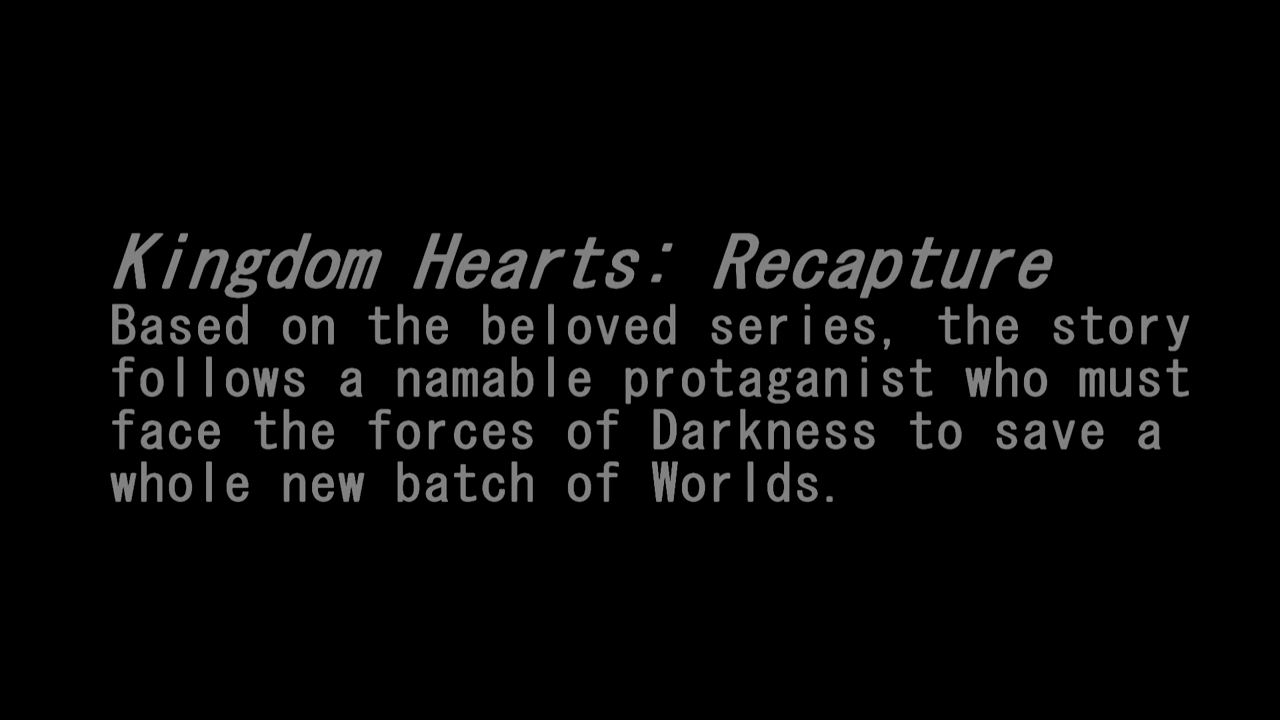 Kingdom Hearts: Recapture
Based on the beloved series, the story
follows a namable protaganist who must
face the forces of Darkness to save a
whole new batch of Worlds.